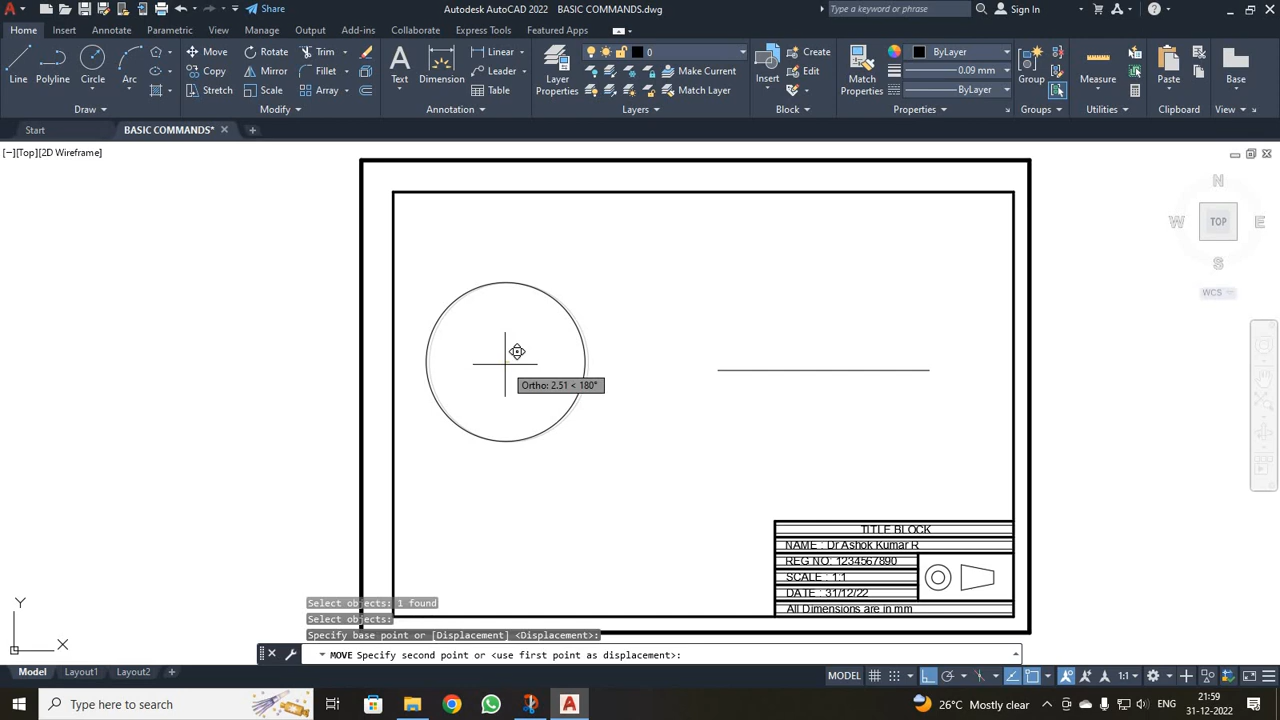 Autodesk AutoCAD 2022 BASIC COMMANDS.dwg
Share
Type a keyword or phrase
Sign In
Home Insert Annotate Parametric View Manage Output Add-ins Collaborate Express Tools Featured Apps
Line
Polyline
Circle
Arc
Draw
Move
Rotate
Trim
Copy
Mirror
Fillet
Stretch
Scale
Array
Modify
Text
Dimension
Linear
Leader
Table
Annotation
Layer
Properties
0
Make Current
Match Layer
Layers
Insert
Create
Edit
Block
Match
Properties
ByLayer
0.09 mm
ByLayer
Properties
Group
Groups
Measure
Utilities
Paste
Clipboard
Base
View
Start
BASIC COMMANDS*
[−][Top][2D Wireframe]
N
W
TOP
E
S
WCS
Ortho: 2.51 < 180°
TITLE BLOCK
NAME : Dr Ashok Kumar R
REG NO: 1234567890
SCALE : 1:1
DATE : 31/12/22
All Dimensions are in mm
Y
X
Select objects: 1 found
Select objects:
Specify base point or [Displacement] <Displacement>:
MOVE Specify second point or <use first point as displacement>:
Model Layout1 Layout2
MODEL
1:1
Type here to search
26°C Mostly clear
ENG
21:59
31-12-2022